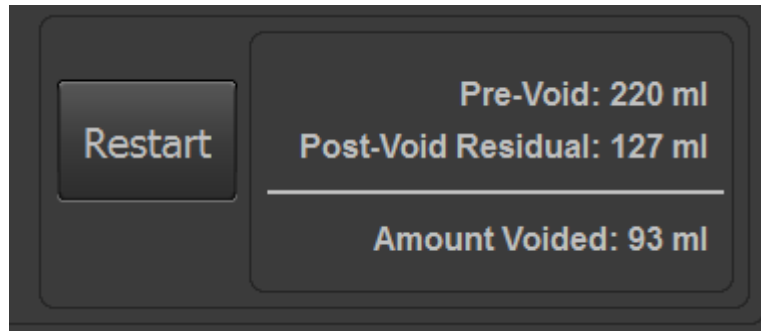 Restart
Pre-Void: 220 ml
Post-Void Residual: 127 ml
Amount Voided: 93 ml